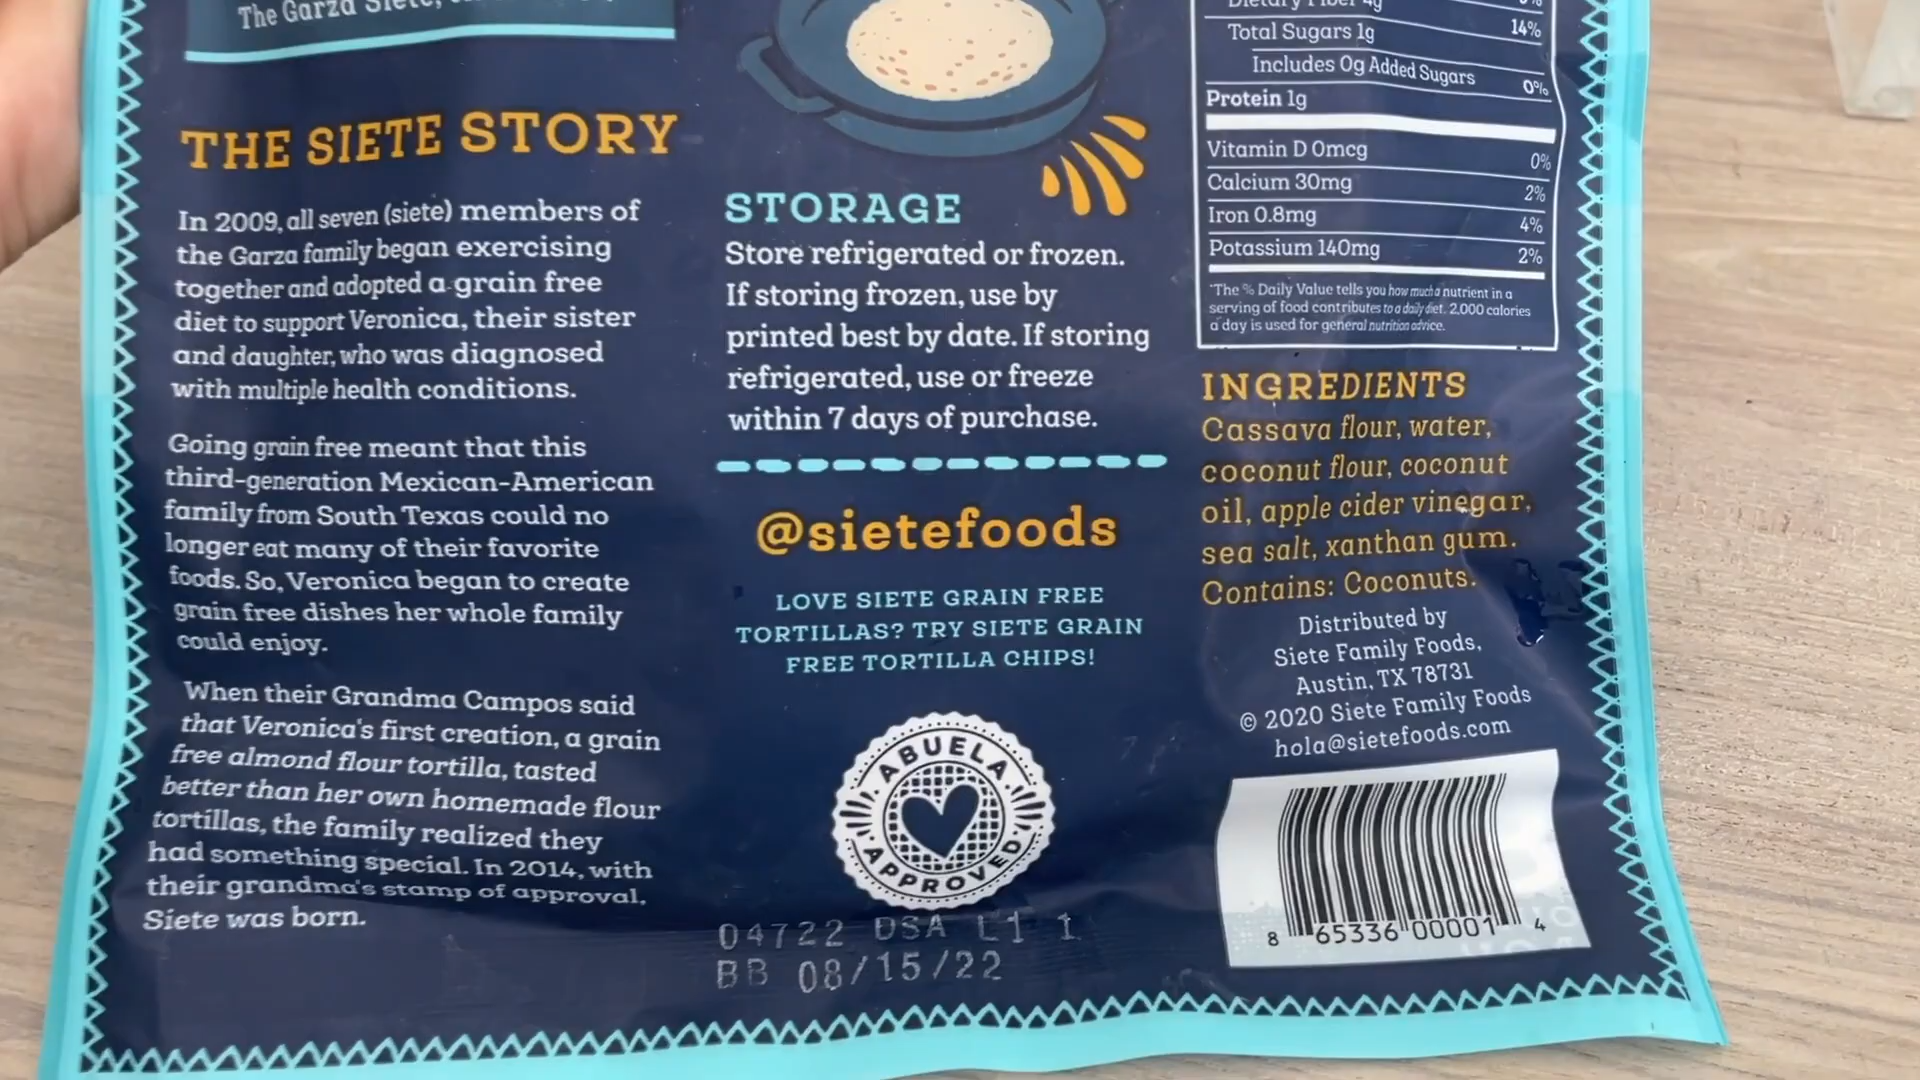 The Garza Siete,
THE SIETE STORY
In 2009, all seven (siete) members of
the Garza family began exercising
together and adopted a grain free
diet to support Veronica, their sister
and daughter, who was diagnosed
with multiple health conditions.
Going grain free meant that this
third-generation Mexican-American
family from South Texas could no
longer eat many of their favorite
foods. So, Veronica began to create
grain free dishes her whole family
could enjoy.
When their Grandma Campos said
that Veronica's first creation, a grain
free almond flour tortilla, tasted
better than her own homemade flour
tortillas, the family realized they
had something special. In 2014, with
their grandma's stamp of approval,
Siete was born.
STORAGE
Store refrigerated or frozen.
If storing frozen, use by
printed best by date. If storing
refrigerated, use or freeze
within 7 days of purchase.
@sietefoods
LOVE SIETE GRAIN FREE
TORTILLAS? TRY SIETE GRAIN
FREE TORTILLA CHIPS!
ABUELA
APPROVED
04722 DSA L1 1
BB 08/15/22
Dietary Fiber 4g
Total Sugars 1g 14%
Includes 0g Added Sugars 0%
Protein 1g
Vitamin D 0mcg 0%
Calcium 30mg 2%
Iron 0.8mg 4%
Potassium 140mg 2%
*The % Daily Value tells you how much a nutrient in a
serving of food contributes to a daily diet. 2,000 calories
a day is used for general nutrition advice.
INGREDIENTS
Cassava flour, water,
coconut flour, coconut
oil, apple cider vinegar,
sea salt, xanthan gum.
Contains: Coconuts.
Distributed by
Siete Family Foods,
Austin, TX 78731
© 2020 Siete Family Foods
hola@sietefoods.com
8 65336 00001 4